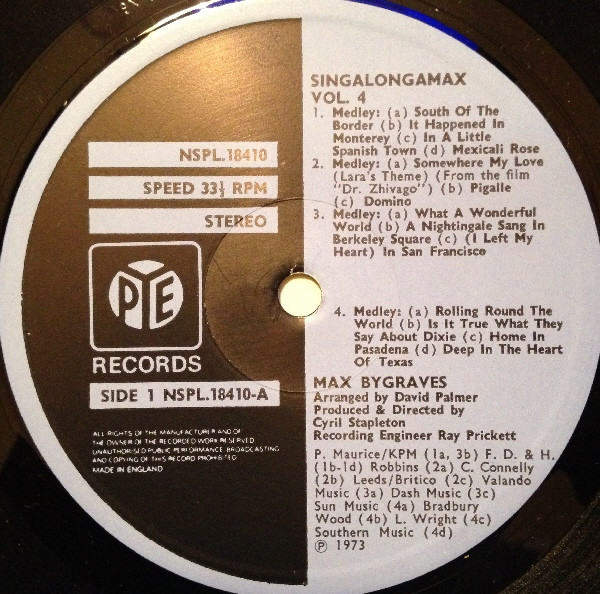 NSPL.18410
SPEED 33⅓ RPM
STEREO
PYE
RECORDS
SIDE 1 NSPL.18410-A
ALL RIGHTS OF THE MANUFACTURER AND OF
THE OWNER OF THE RECORDED WORK RESERVED
UNAUTHORISED PUBLIC PERFORMANCE BROADCASTING
AND COPYING OF THIS RECORD PROHIBITED
MADE IN ENGLAND
SINGALONGAMAX
VOL. 4
1. Medley: (a) South Of The
Border (b) It Happened In
Monterey (c) In A Little
Spanish Town (d) Mexicali Rose
2. Medley: (a) Somewhere My Love
(Lara's Theme) (From the film
"Dr. Zhivago") (b) Pigalle
(c) Domino
3. Medley: (a) What A Wonderful
World (b) A Nightingale Sang In
Berkeley Square (c) (I Left My
Heart) In San Francisco
4. Medley: (a) Rolling Round The
World (b) Is It True What They
Say About Dixie (c) Home In
Pasadena (d) Deep In The Heart
Of Texas
MAX BYGRAVES
Arranged by David Palmer
Produced & Directed by
Cyril Stapleton
Recording Engineer Ray Prickett
P. Maurice/KPM (1a, 3b) F. D. & H.
(1b-1d) Robbins (2a) C. Connelly
(2b) Leeds/Britico (2c) Valando
Music (3a) Dash Music (3c)
Sun Music (4a) Bradbury
Wood (4b) L. Wright (4c)
Southern Music (4d)
℗ 1973